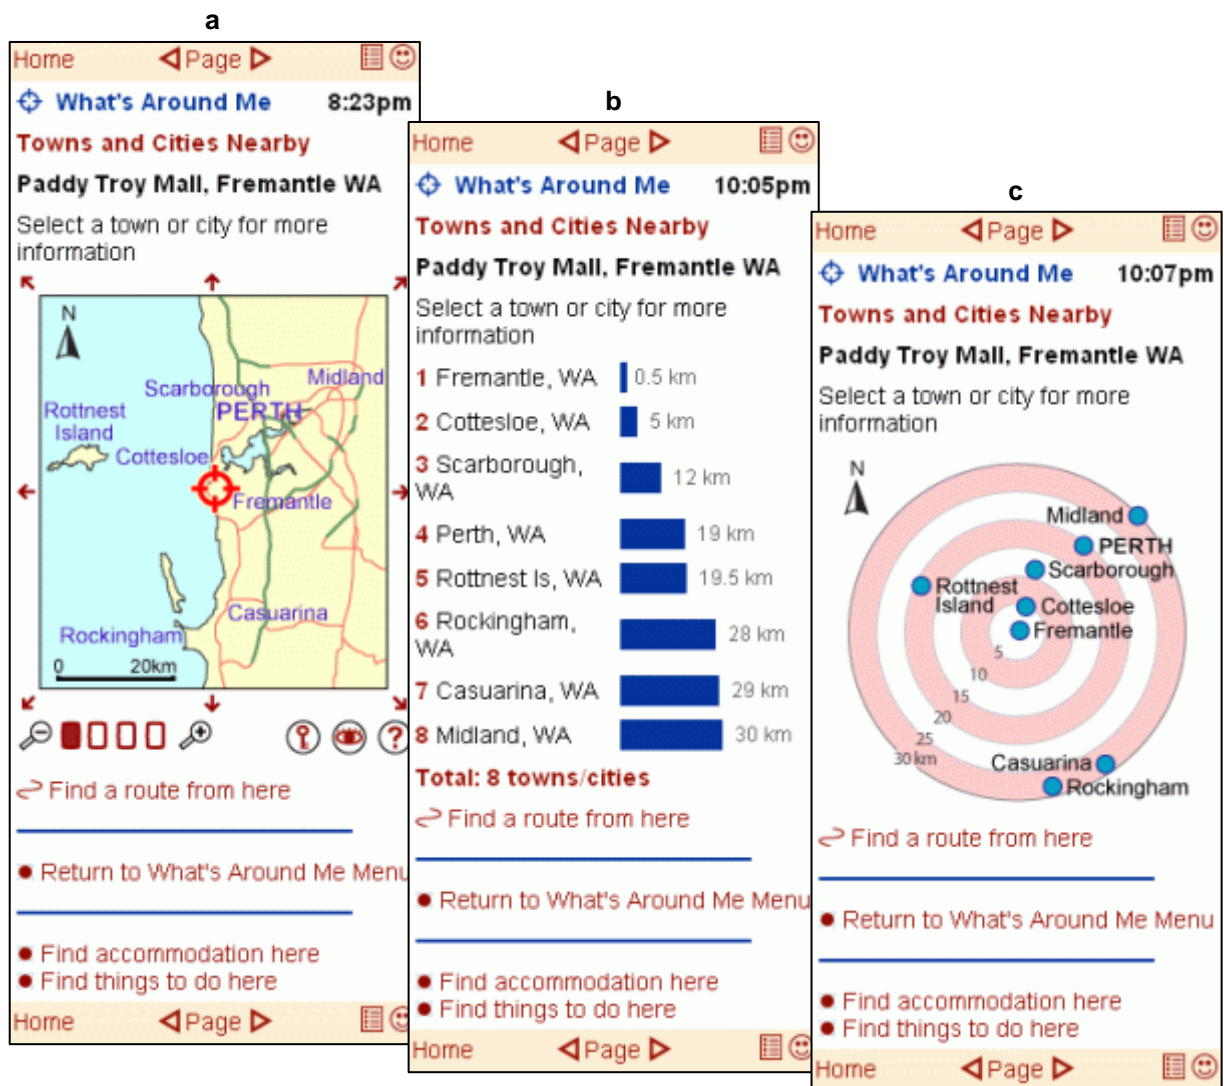 a
Home Page
What's Around Me 8:23pm
Towns and Cities Nearby
Paddy Troy Mall, Fremantle WA
Select a town or city for more
information
N
Scarborough
Midland
Rottnest
Island
PERTH
Cottesloe
Fremantle
Casuarina
Rockingham
0 20km
?
Find a route from here
Return to What's Around Me Menu
Find accommodation here
Find things to do here
Home Page
b
Home Page
What's Around Me 10:05pm
Towns and Cities Nearby
Paddy Troy Mall, Fremantle WA
Select a town or city for more
information
1 Fremantle, WA 0.5 km
2 Cottesloe, WA 5 km
3 Scarborough,
WA 12 km
4 Perth, WA 19 km
5 Rottnest Is, WA 19.5 km
6 Rockingham,
WA 28 km
7 Casuarina, WA 29 km
8 Midland, WA 30 km
Total: 8 towns/cities
Find a route from here
Return to What's Around Me Menu
Find accommodation here
Find things to do here
Home Page
c
Home Page
What's Around Me 10:07pm
Towns and Cities Nearby
Paddy Troy Mall, Fremantle WA
Select a town or city for more
information
N
Midland
PERTH
Scarborough
Rottnest
Island
Cottesloe
Fremantle
5
10
15
20
25
30 km
Casuarina
Rockingham
Find a route from here
Return to What's Around Me Menu
Find accommodation here
Find things to do here
Home Page